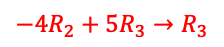 −4R₂ + 5R₃ → R₃